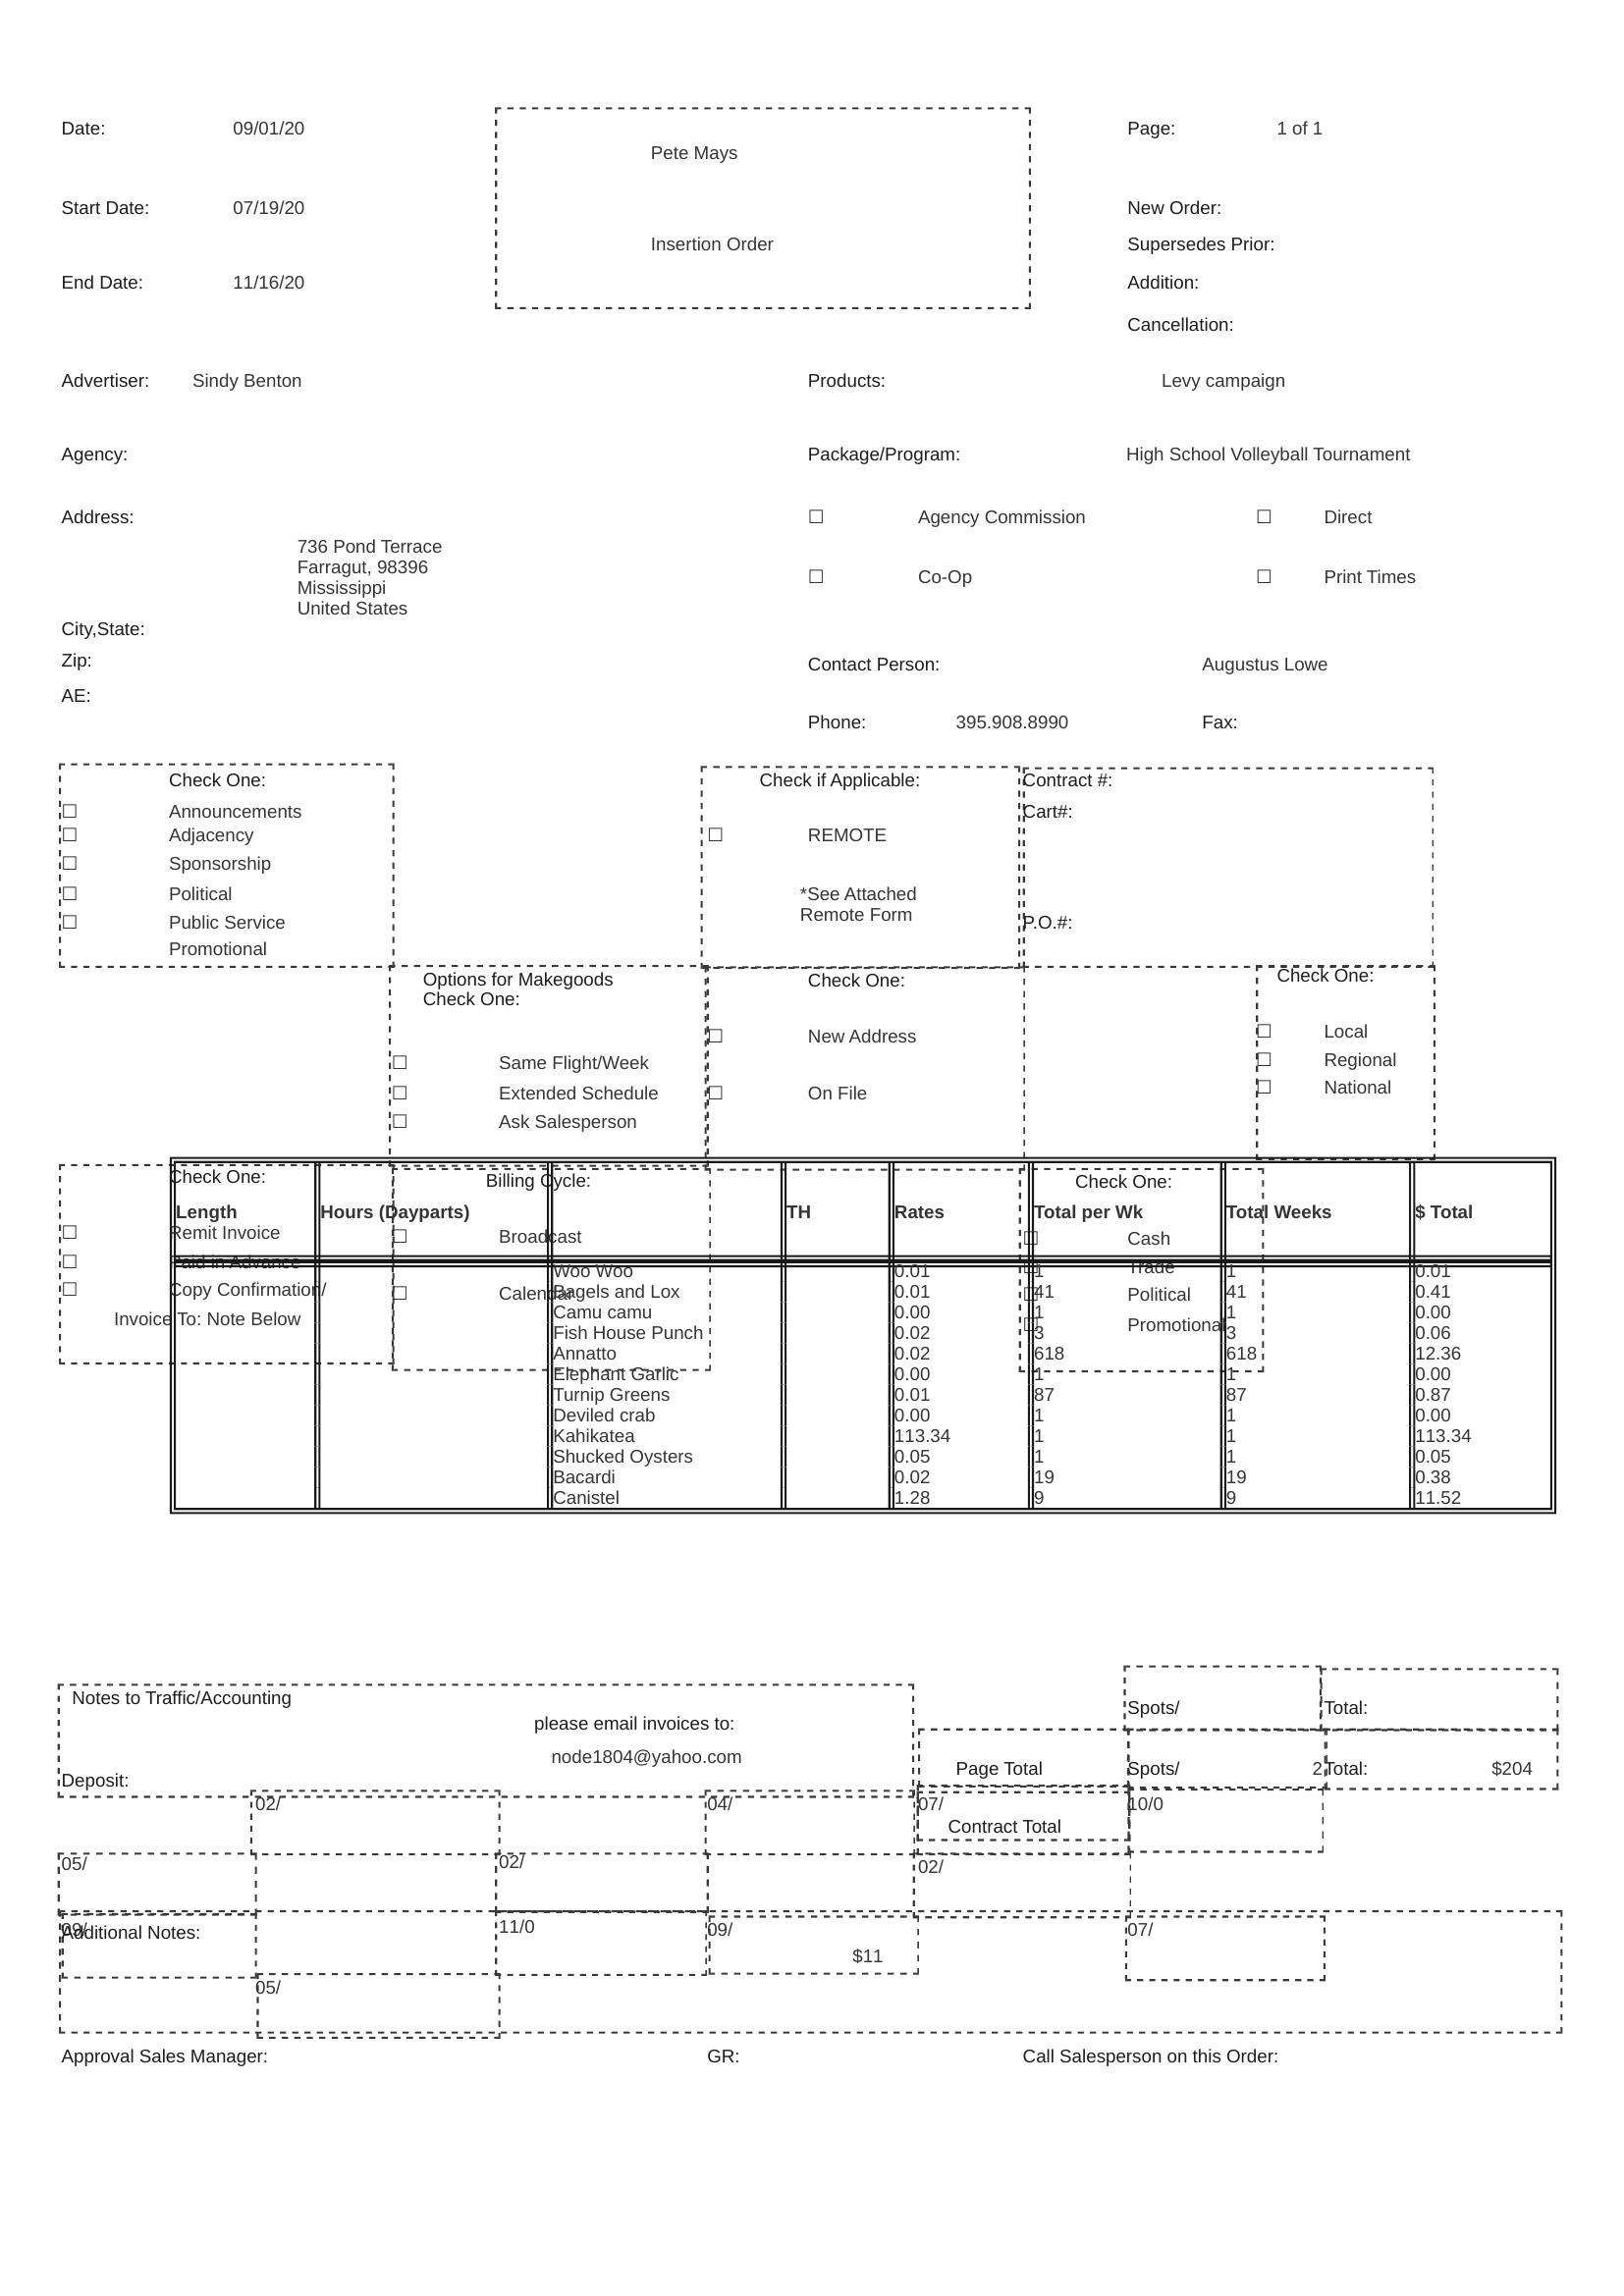 Date: 09/01/20 Page: 1 of 1
Pete Mays
Start Date: 07/19/20 New Order:
Insertion Order Supersedes Prior:
End Date: 11/16/20 Addition:
Cancellation:
Advertiser: Sindy Benton Products: Levy campaign
Agency: Package/Program: High School Volleyball Tournament
Address: ☐ Agency Commission ☐ Direct
736 Pond Terrace
Farragut, 98396 ☐ Co-Op ☐ Print Times
Mississippi
United States
City,State:
Zip: Contact Person: Augustus Lowe
AE:
Phone: 395.908.8990 Fax:
Check One: Check if Applicable: Contract #:
☐ Announcements Cart#:
☐ Adjacency ☐ REMOTE
☐ Sponsorship
☐ Political *See Attached
Remote Form
☐ Public Service P.O.#:
Promotional
Options for Makegoods Check One: Check One:
Check One:
☐ New Address ☐ Local
☐ Same Flight/Week ☐ Regional
☐ Extended Schedule ☐ On File ☐ National
☐ Ask Salesperson
Check One: Billing Cycle: Check One:
Length Hours (Dayparts) TH Rates Total per Wk Total Weeks $ Total
☐ Remit Invoice ☐ Broadcast ☐ Cash
☐ Paid in Advance ☐ Trade
☐ Copy Confirmation/ ☐ Calendar ☐ Political
Invoice To: Note Below ☐ Promotional
Woo Woo 0.01 1 1 0.01
Bagels and Lox 0.01 41 41 0.41
Camu camu 0.00 1 1 0.00
Fish House Punch 0.02 3 3 0.06
Annatto 0.02 618 618 12.36
Elephant Garlic 0.00 1 1 0.00
Turnip Greens 0.01 87 87 0.87
Deviled crab 0.00 1 1 0.00
Kahikatea 113.34 1 1 113.34
Shucked Oysters 0.05 1 1 0.05
Bacardi 0.02 19 19 0.38
Canistel 1.28 9 9 11.52
Notes to Traffic/Accounting Spots/ Total:
please email invoices to:
node1804@yahoo.com Page Total Spots/ 2 Total: $204
Deposit:
02/ 04/ 07/ 10/0
Contract Total
05/ 02/ 02/
09/ 11/0 09/ 07/
Additional Notes:
$11
05/
Approval Sales Manager: GR: Call Salesperson on this Order: